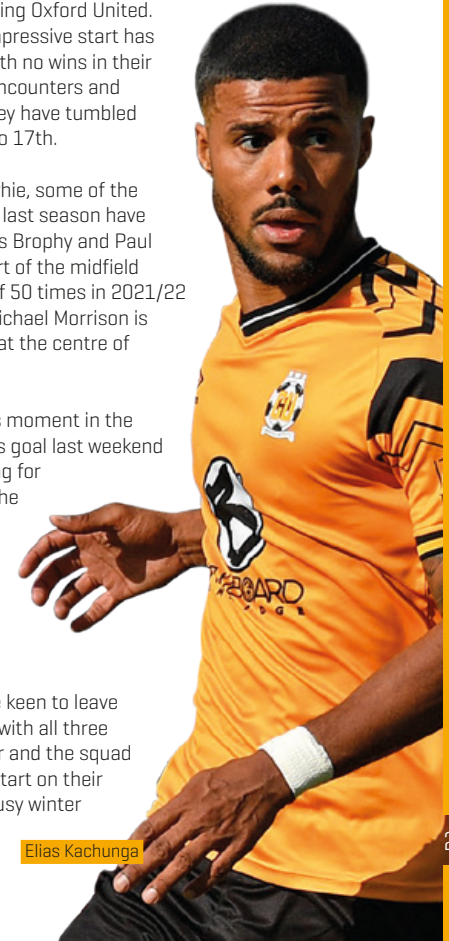 ing Oxford United.
pressive start has
th no wins in their
ncounters and
ey have tumbled
o 17th.
hie, some of the
last season have
s Brophy and Paul
rt of the midfield
f 50 times in 2021/22
ichael Morrison is
at the centre of
s moment in the
s goal last weekend
g for
he
keen to leave
with all three
r and the squad
tart on their
usy winter
Elias Kachunga